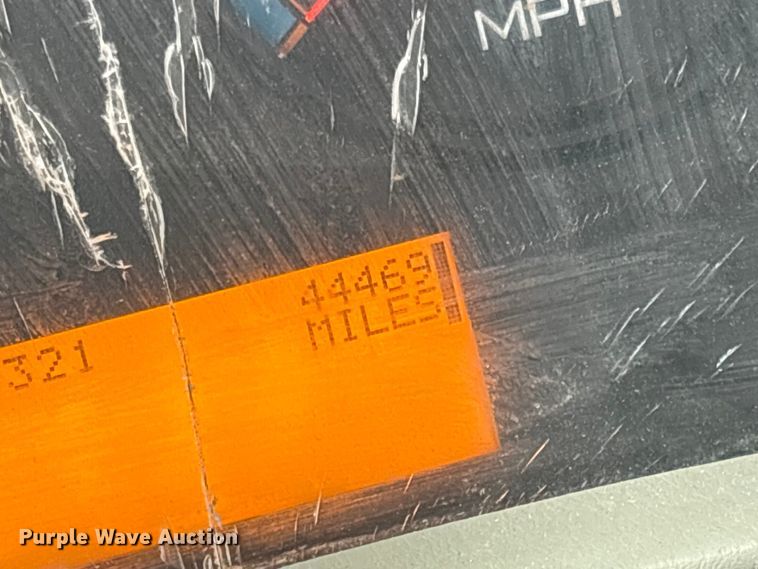 MPH
44469
MILES
321
Purple Wave Auction